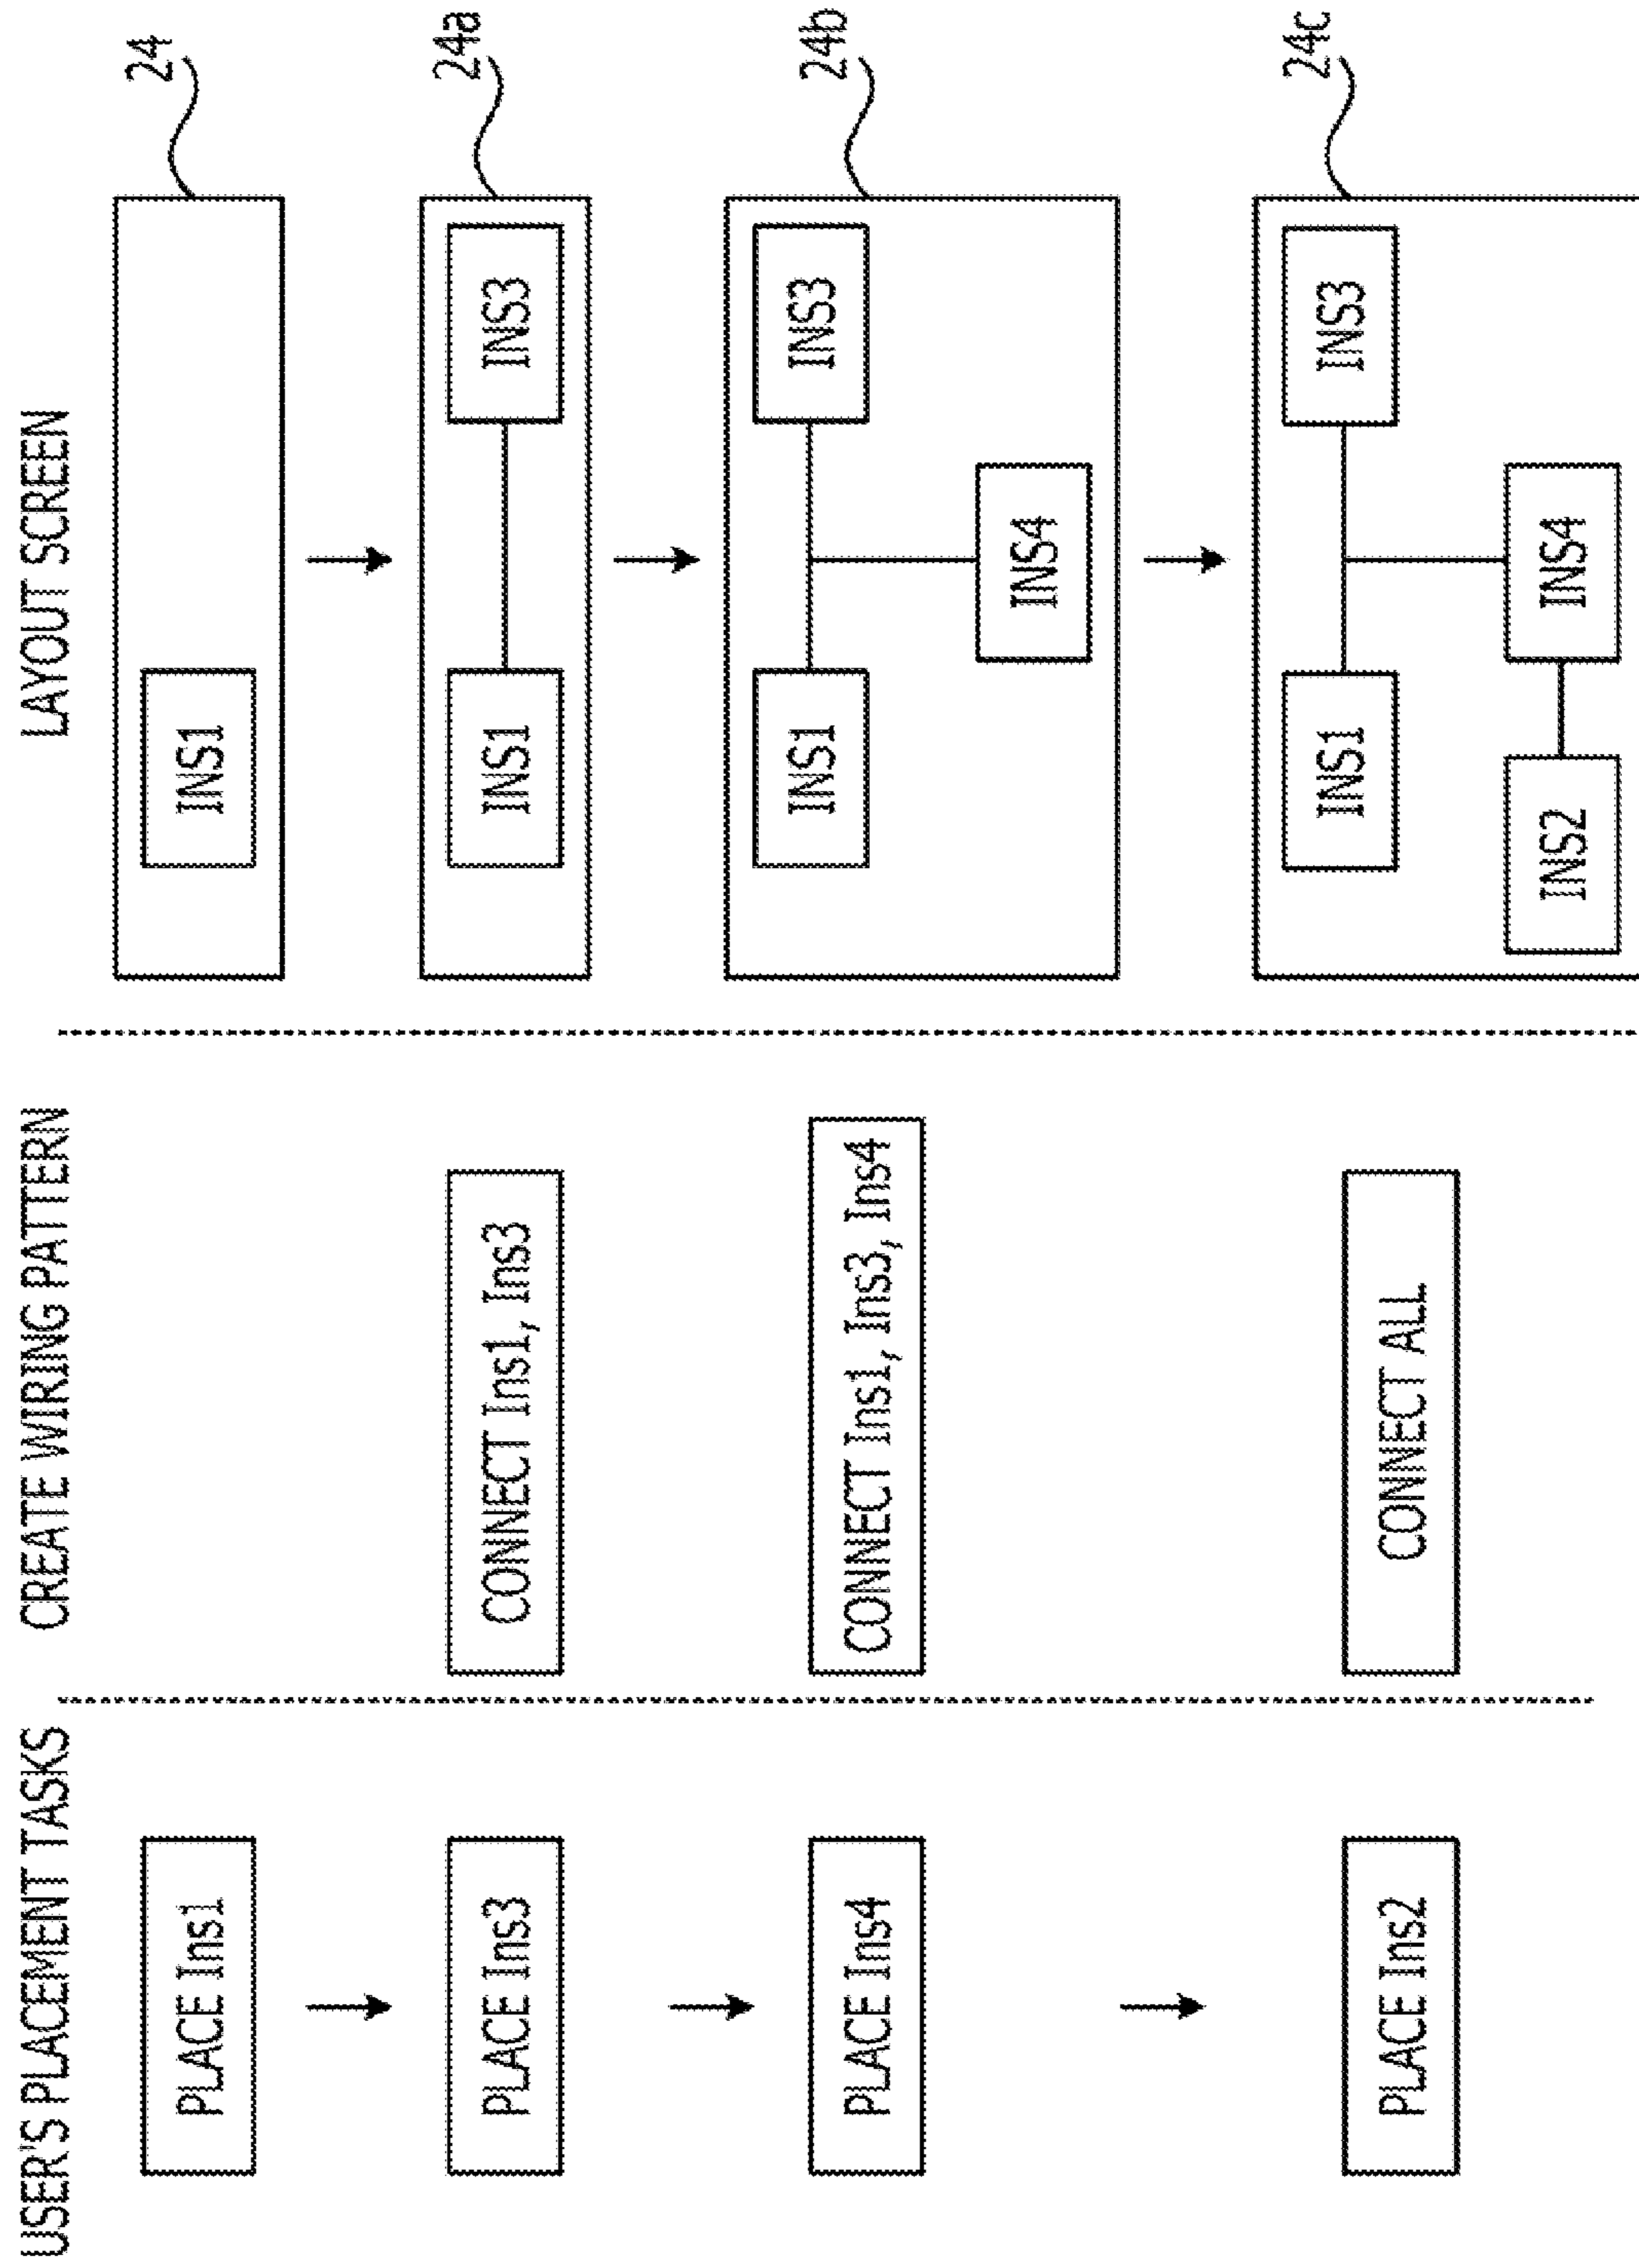 USER'S PLACEMENT TASKS
CREATE WIRING PATTERN
LAYOUT SCREEN
PLACE Ins1
INS1
24
PLACE Ins3
CONNECT Ins1, Ins3
INS1
INS3
24a
PLACE Ins4
CONNECT Ins1, Ins3, Ins4
INS1
INS3
INS4
24b
PLACE Ins2
CONNECT ALL
INS1
INS3
INS2
INS4
24c